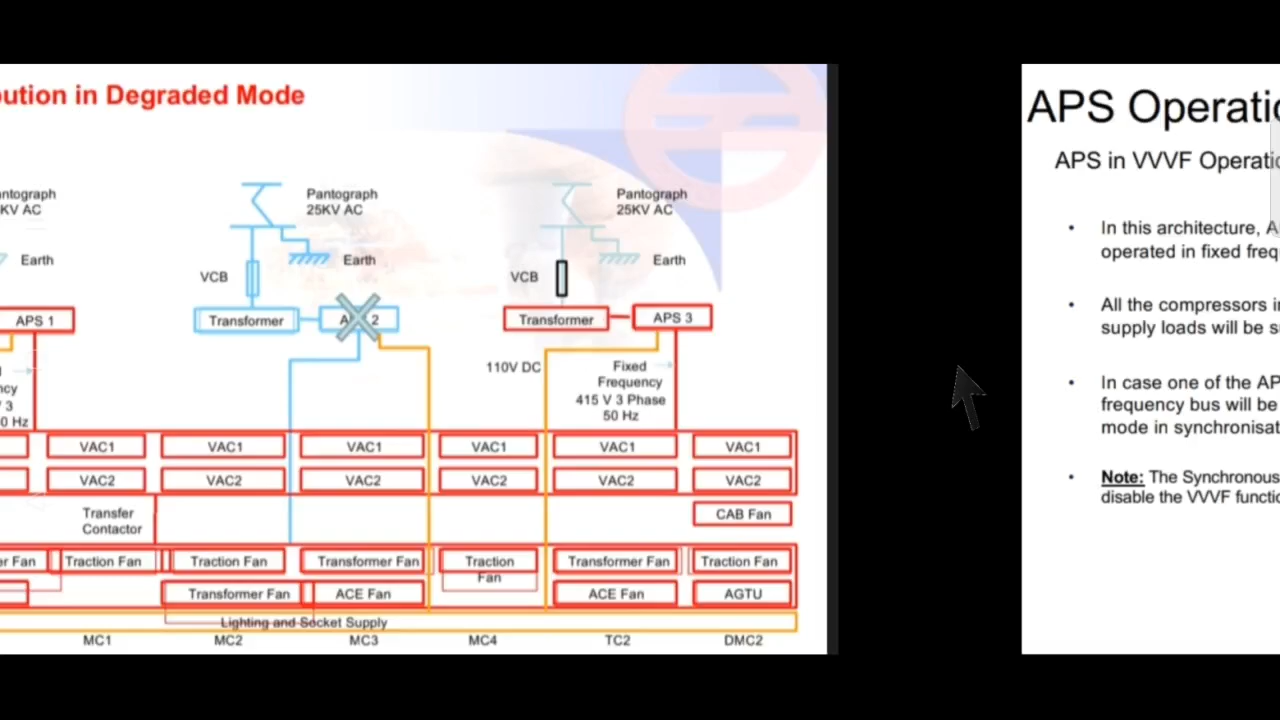 ution in Degraded Mode
ntograph
KV AC
Pantograph
25KV AC
Pantograph
25KV AC
Earth
VCB
Earth
VCB
Earth
APS 1
Transformer
Transformer
APS 3
110V DC
Fixed
Frequency
415 V 3 Phase
50 Hz
ncy
/ 3
0 Hz
VAC1
VAC1
VAC1
VAC1
VAC1
VAC1
VAC2
VAC2
VAC2
VAC2
VAC2
VAC2
Transfer
Contactor
CAB Fan
er Fan
Traction Fan
Traction Fan
Transformer Fan
Traction
Fan
Transformer Fan
Traction Fan
Transformer Fan
ACE Fan
ACE Fan
AGTU
Lighting and Socket Supply
MC1
MC2
MC3
MC4
TC2
DMC2
APS Operatio
APS in VVVF Operatio
• In this architecture, A
operated in fixed freq
• All the compressors i
supply loads will be s
• In case one of the AP
frequency bus will be
mode in synchronisat
• Note: The Synchronous
disable the VVVF functio